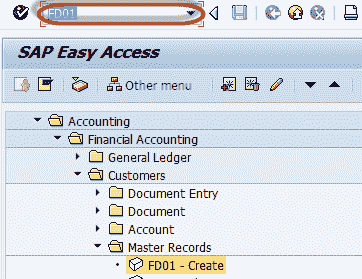 FD01
SAP Easy Access
Other menu
Accounting
Financial Accounting
General Ledger
Customers
Document Entry
Document
Account
Master Records
FD01 - Create